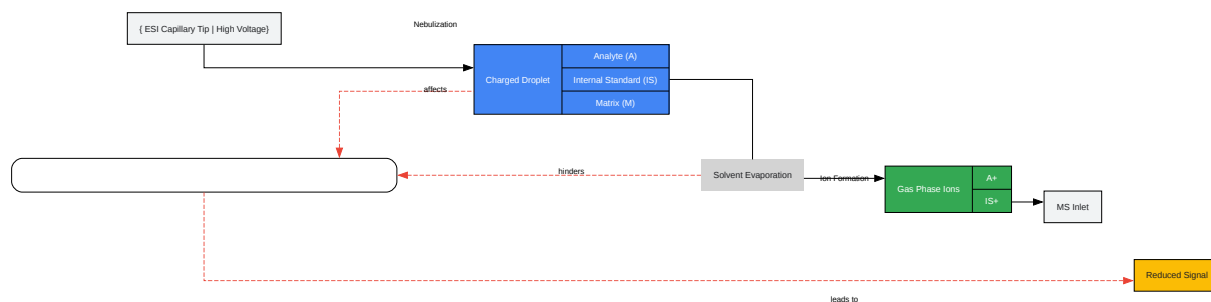 { ESI Capillary Tip | High Voltage}
Nebulization
Charged Droplet
Analyte (A)
Internal Standard (IS)
Matrix (M)
affects
hinders
Solvent Evaporation
Ion Formation
Gas Phase Ions
A+
IS+
MS Inlet
Reduced Signal
leads to